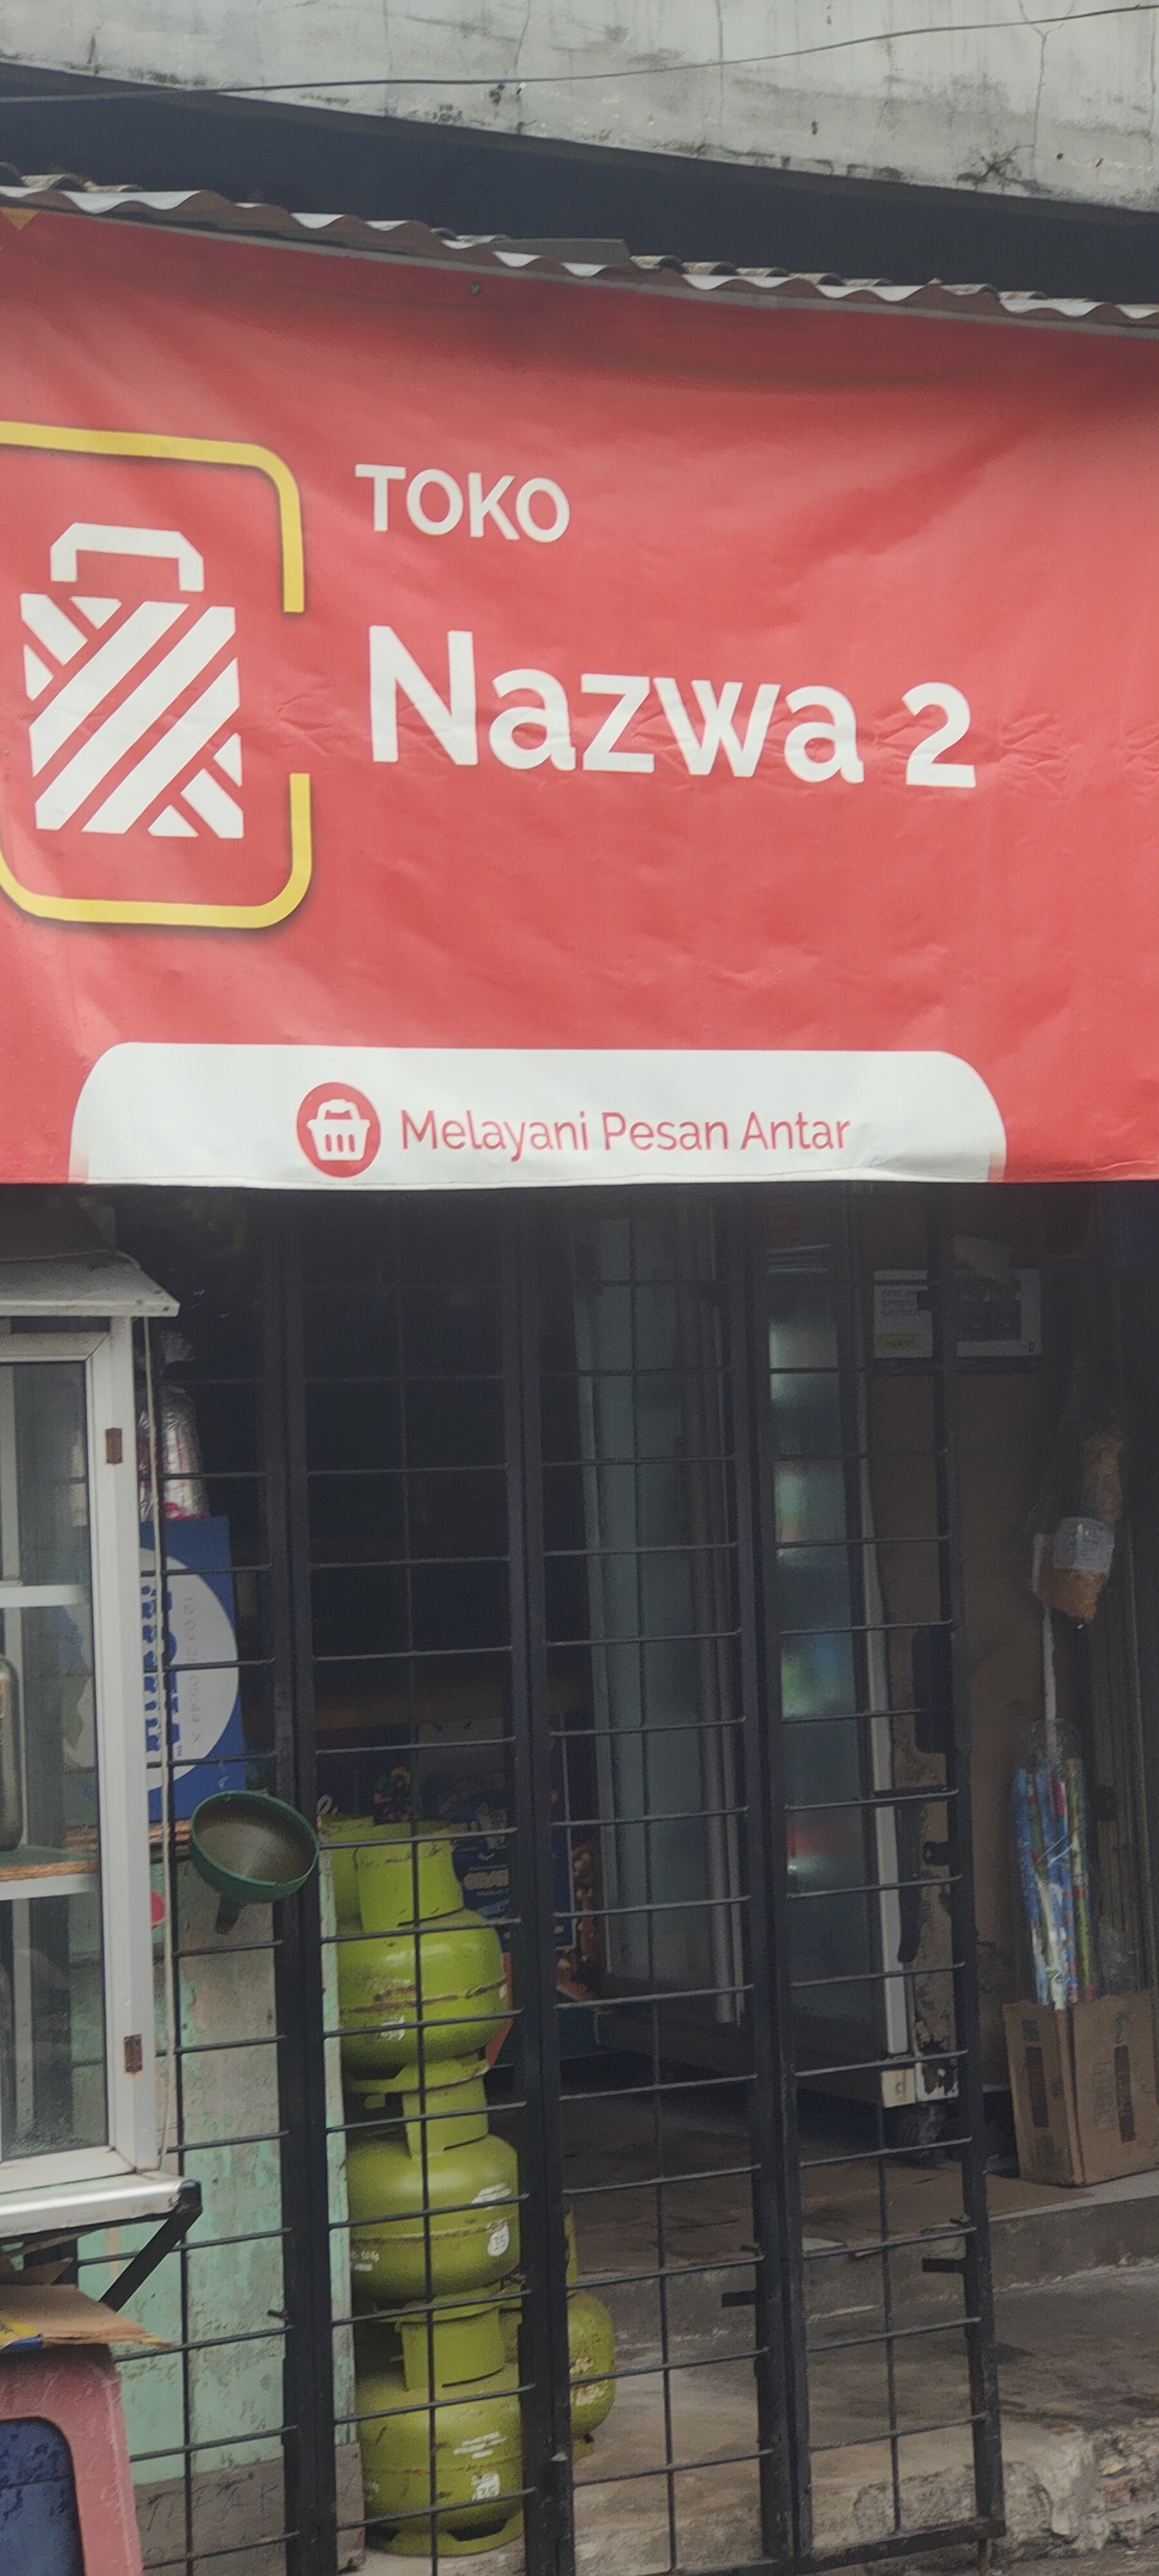 TOKO
Nazwa 2
Melayani Pesan Antar